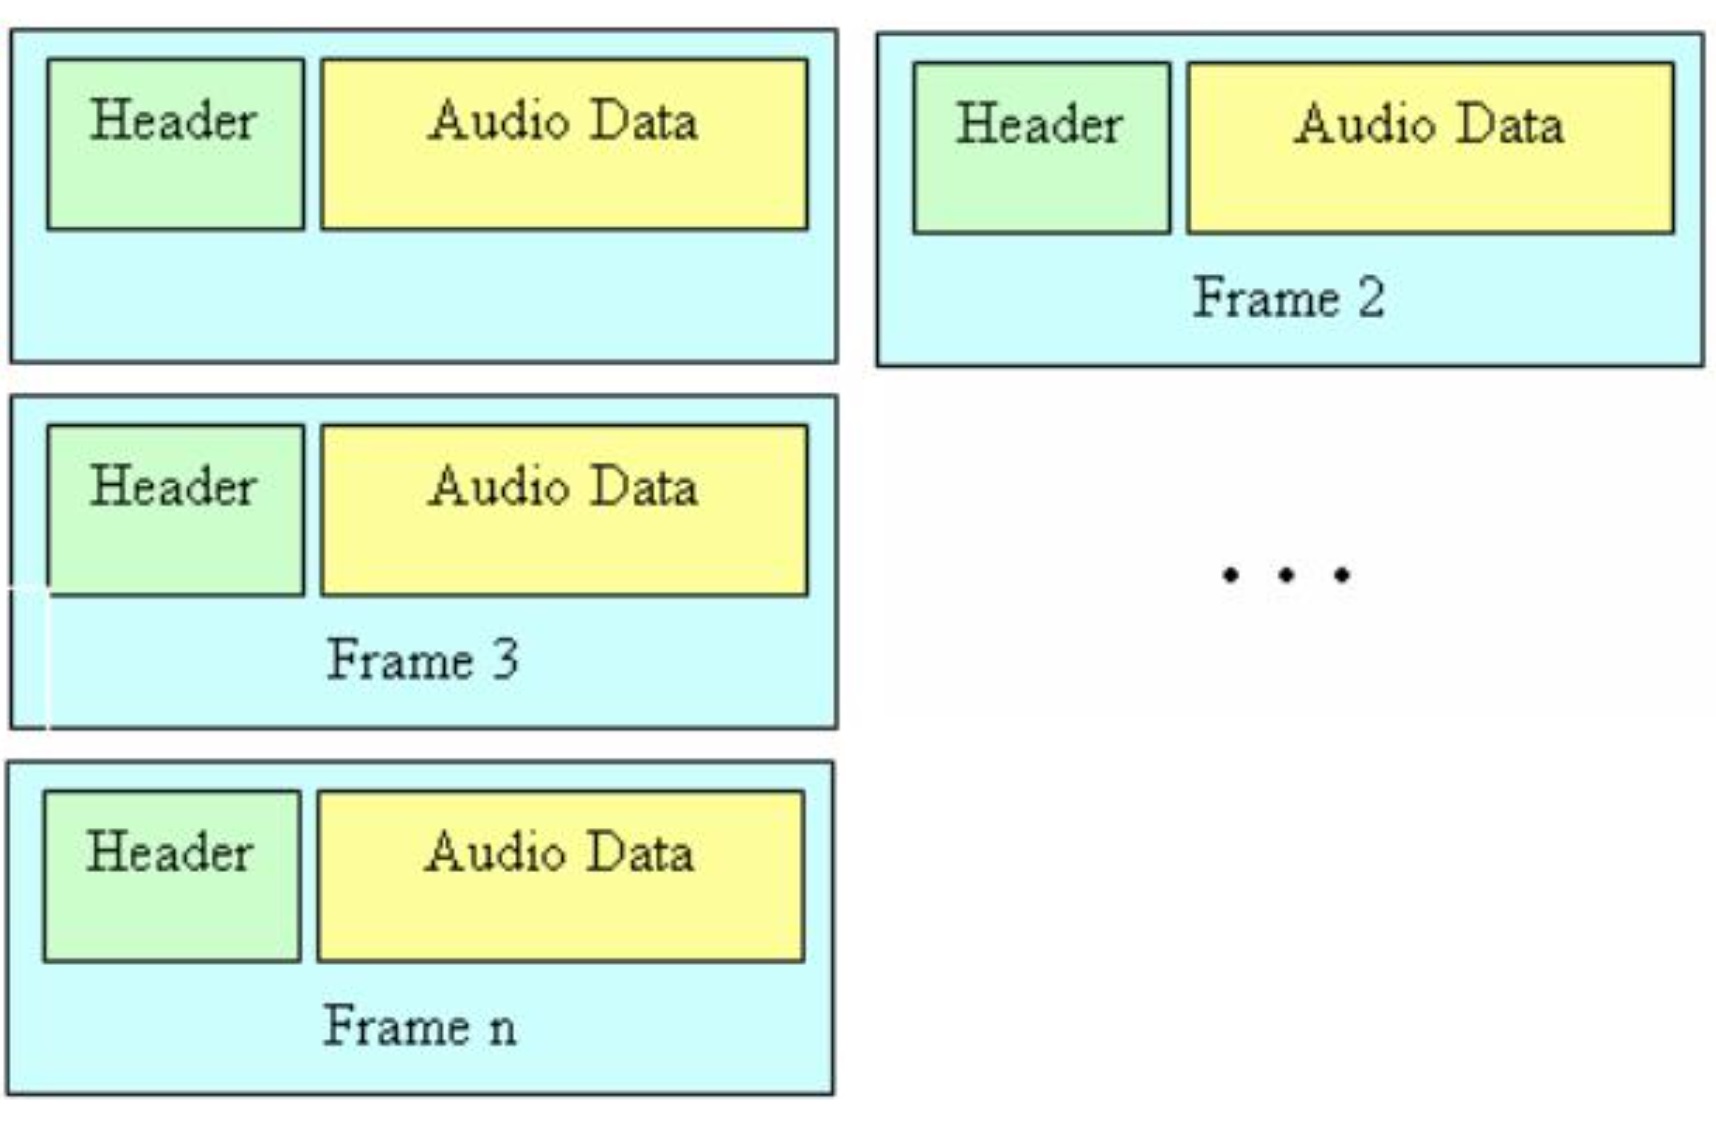 Header Audio Data
Header Audio Data
Frame 2
Header Audio Data
Frame 3
. . .
Header Audio Data
Frame n